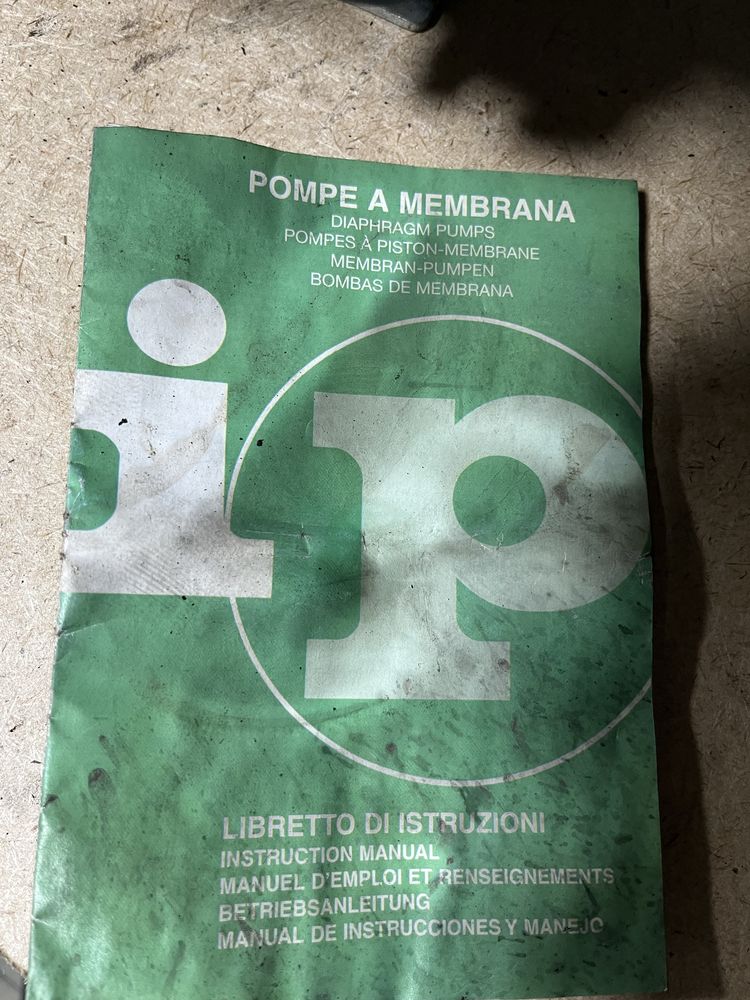 POMPE A MEMBRANA
DIAPHRAGM PUMPS
POMPES À PISTON-MEMBRANE
MEMBRAN-PUMPEN
BOMBAS DE MEMBRANA
ip
LIBRETTO DI ISTRUZIONI
INSTRUCTION MANUAL
MANUEL D'EMPLOI ET RENSEIGNEMENTS
BETRIEBSANLEITUNG
MANUAL DE INSTRUCCIONES Y MANEJO